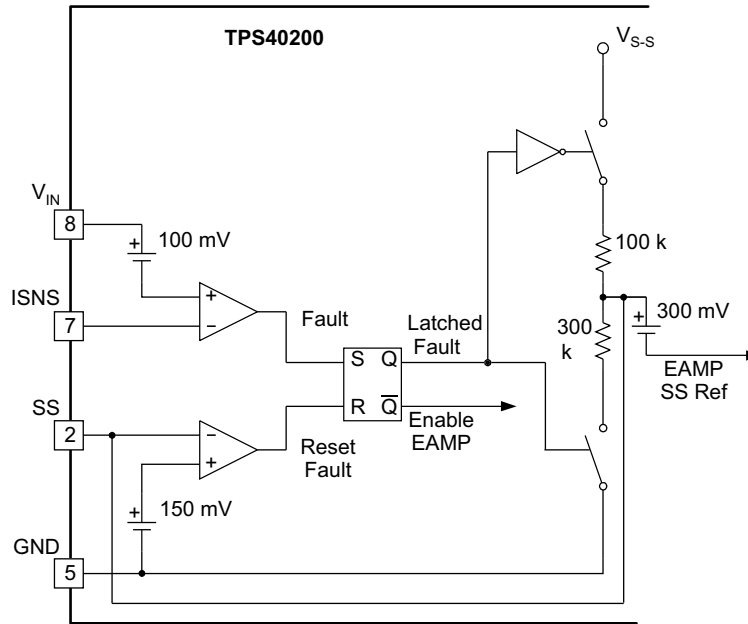 TPS40200
V_S-S
V_IN
8
+
100 mV
ISNS
7
+
−
Fault
SS
2
−
+
Reset
Fault
+
150 mV
GND
5
S Q
R Q̅
Latched
Fault
Enable
EAMP
100 k
300
k
+
300 mV
EAMP
SS Ref